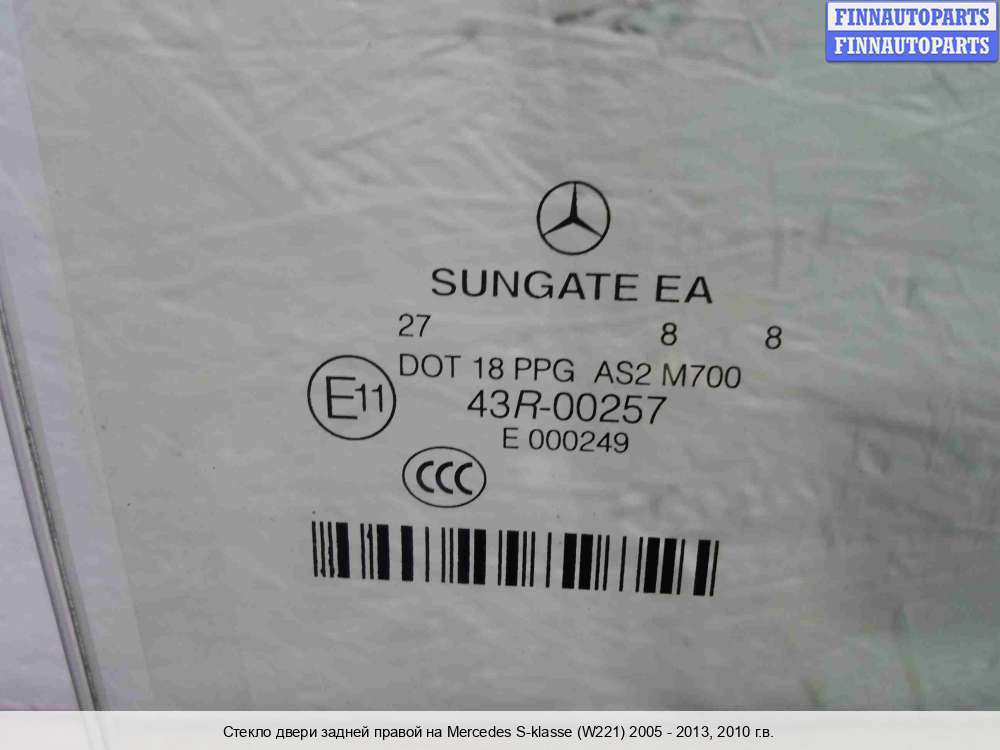 FINNAUTOPARTS
FINNAUTOPARTS
SUNGATE EA
27 8 8
DOT 18 PPG AS2 M700
E11
43R-00257
E 000249
CCC
Стекло двери задней правой на Mercedes S-klasse (W221) 2005 - 2013, 2010 г.в.